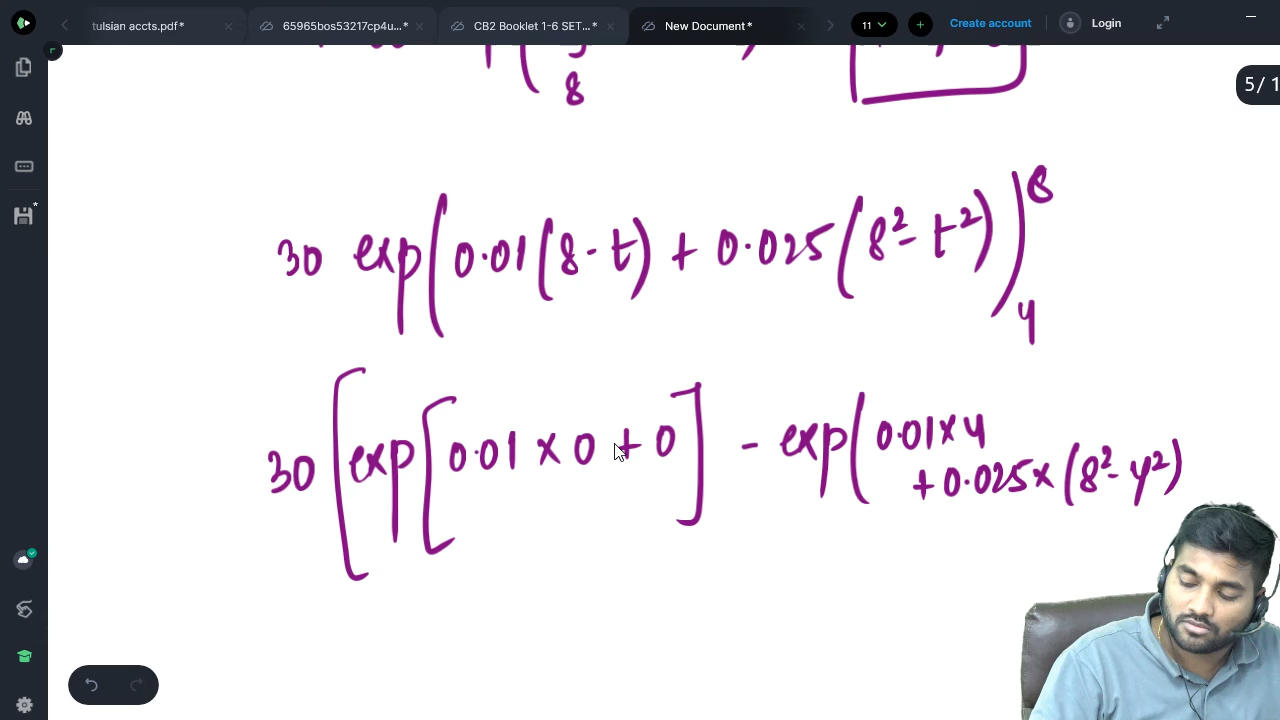 tulsian accts.pdf*
65965bos53217cp4u...*
CB2 Booklet 1-6 SET...*
New Document*
11
Create account
Login
5/1
8
30 exp(0.01(8-t) + 0.025(8²-t²))
8
4
30[exp[0.01×0+0] - exp(0.01×4
+0.025×(8²-4²)